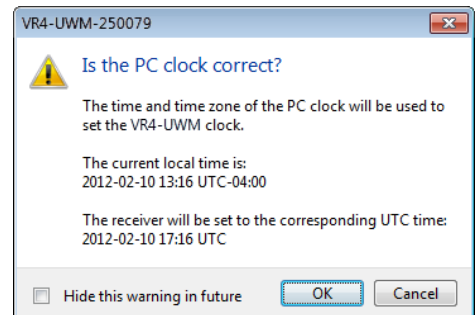 VR4-UWM-250079
Is the PC clock correct?
The time and time zone of the PC clock will be used to
set the VR4-UWM clock.
The current local time is:
2012-02-10 13:16 UTC-04:00
The receiver will be set to the corresponding UTC time:
2012-02-10 17:16 UTC
Hide this warning in future
OK
Cancel